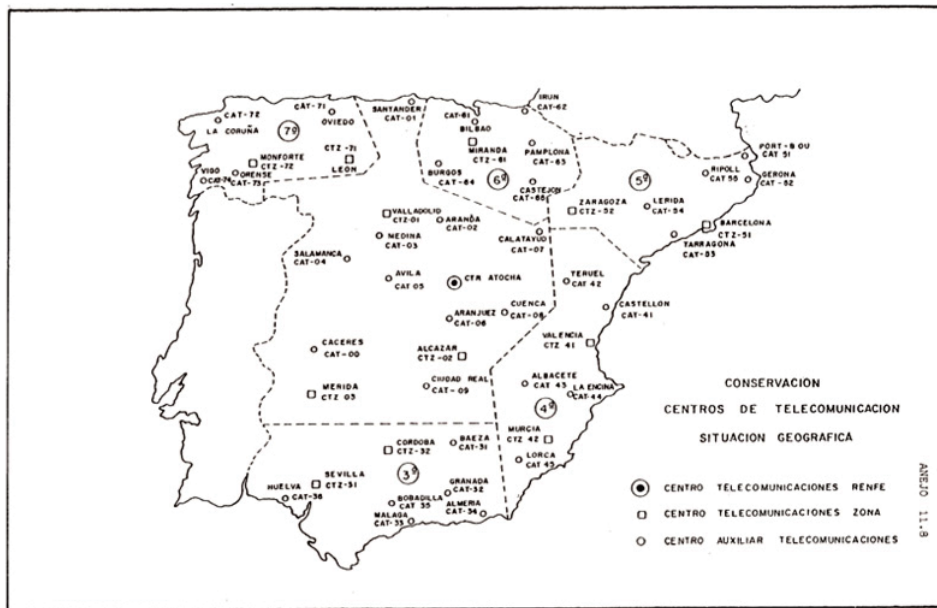 CAT-72
LA CORUÑA
CAT-71
OVIEDO
7ª
MONFORTE
CTZ-72
CTZ-71
LEON
VIGO
CAT-74
ORENSE
CAT-73
SANTANDER
CAT-01
CAT-61
BILBAO
MIRANDA
CTZ-61
BURGOS
CAT-64
6ª
IRUN
CAT-62
PAMPLONA
CAT-63
CASTEJON
CAT-65
5ª
PORT-BOU
CAT 51
RIPOLL
CAT 55
GERONA
CAT-52
ZARAGOZA
CTZ-52
LERIDA
CAT-54
BARCELONA
CTZ-51
TARRAGONA
CAT-53
VALLADOLID
CTZ-01
ARANDA
CAT-02
MEDINA
CAT-03
CALATAYUD
CAT-07
SALAMANCA
CAT-04
AVILA
CAT 05
CTR ATOCHA
TERUEL
CAT 42
ARANJUEZ
CAT-06
CUENCA
CAT-08
CASTELLON
CAT-41
VALENCIA
CTZ 41
CACERES
CAT-00
ALCAZAR
CTZ-02
MERIDA
CTZ 03
CIUDAD REAL
CAT-09
ALBACETE
CAT 43
LA ENCINA
CAT-44
4ª
MURCIA
CTZ 42
LORCA
CAT 45
CORDOBA
CTZ-32
BAEZA
CAT-31
3ª
SEVILLA
CTZ-31
HUELVA
CAT-36
GRANADA
CAT-32
BOBADILLA
CAT 35
ALMERIA
CAT-34
MALAGA
CAT-33
CONSERVACION
CENTROS DE TELECOMUNICACION
SITUACION GEOGRAFICA
CENTRO TELECOMUNICACIONES RENFE
CENTRO TELECOMUNICACIONES ZONA
CENTRO AUXILIAR TELECOMUNICACIONES
ANEJO 11.8